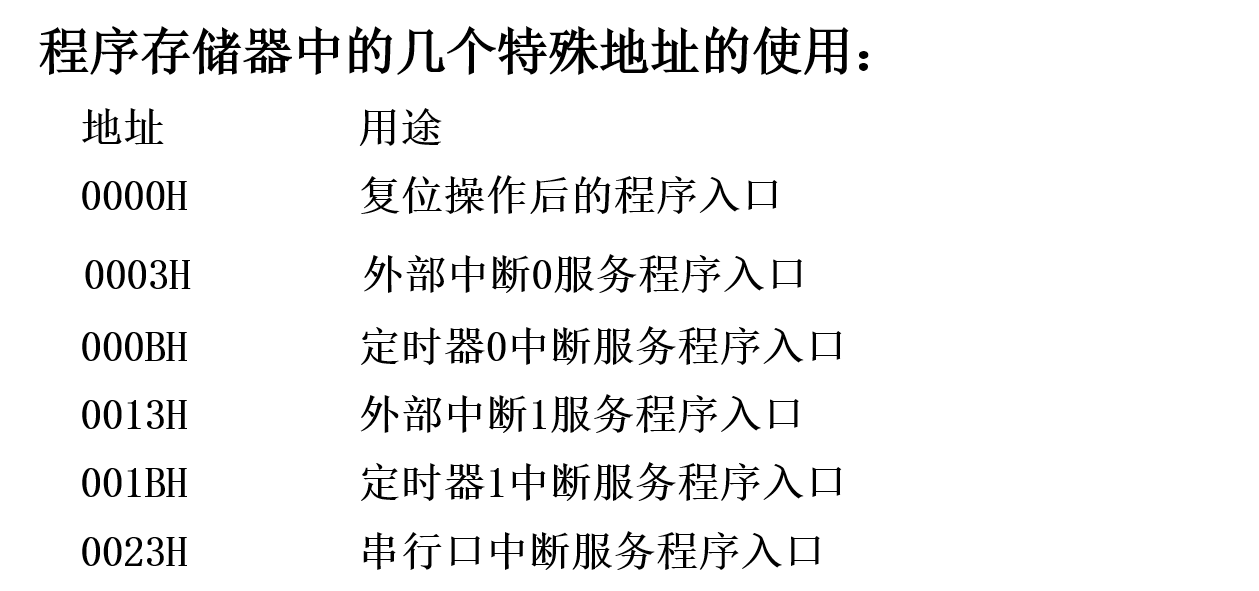 程序存储器中的几个特殊地址的使用：
地址 用途
0000H 复位操作后的程序入口
0003H 外部中断0服务程序入口
000BH 定时器0中断服务程序入口
0013H 外部中断1服务程序入口
001BH 定时器1中断服务程序入口
0023H 串行口中断服务程序入口